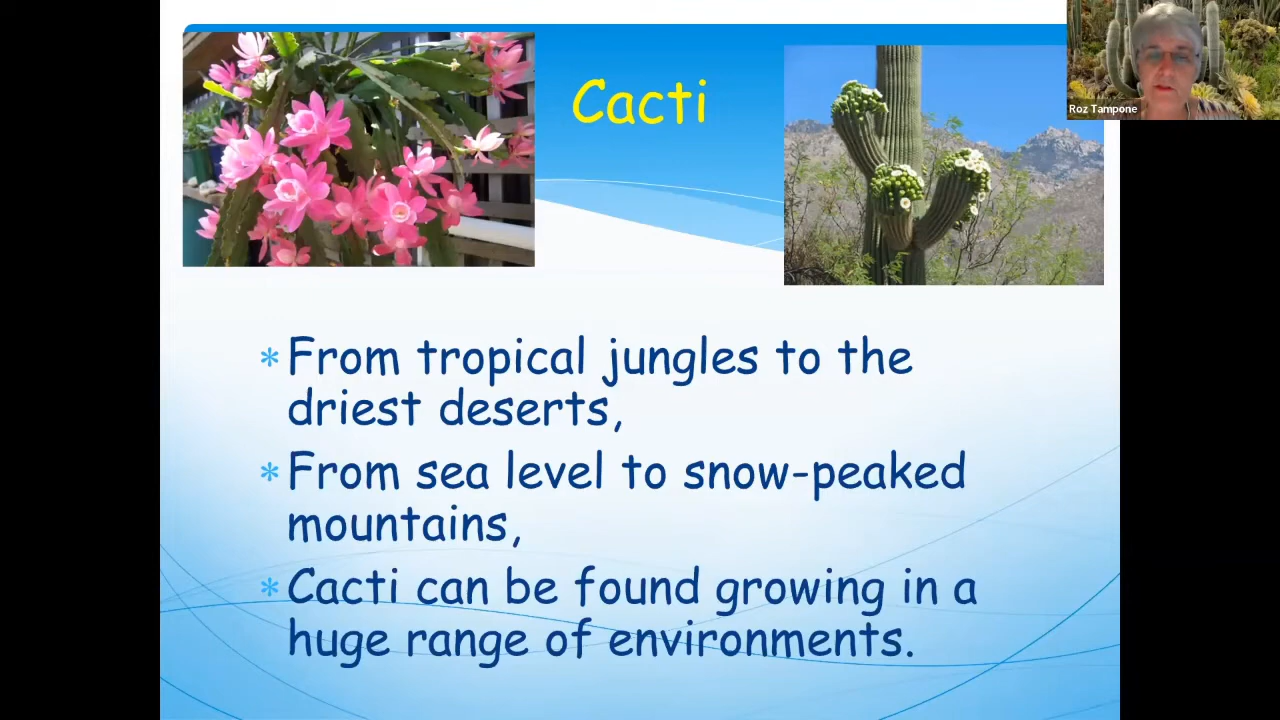 Cacti
Roz Tampone
*From tropical jungles to the
driest deserts,
*From sea level to snow-peaked
mountains,
*Cacti can be found growing in a
huge range of environments.